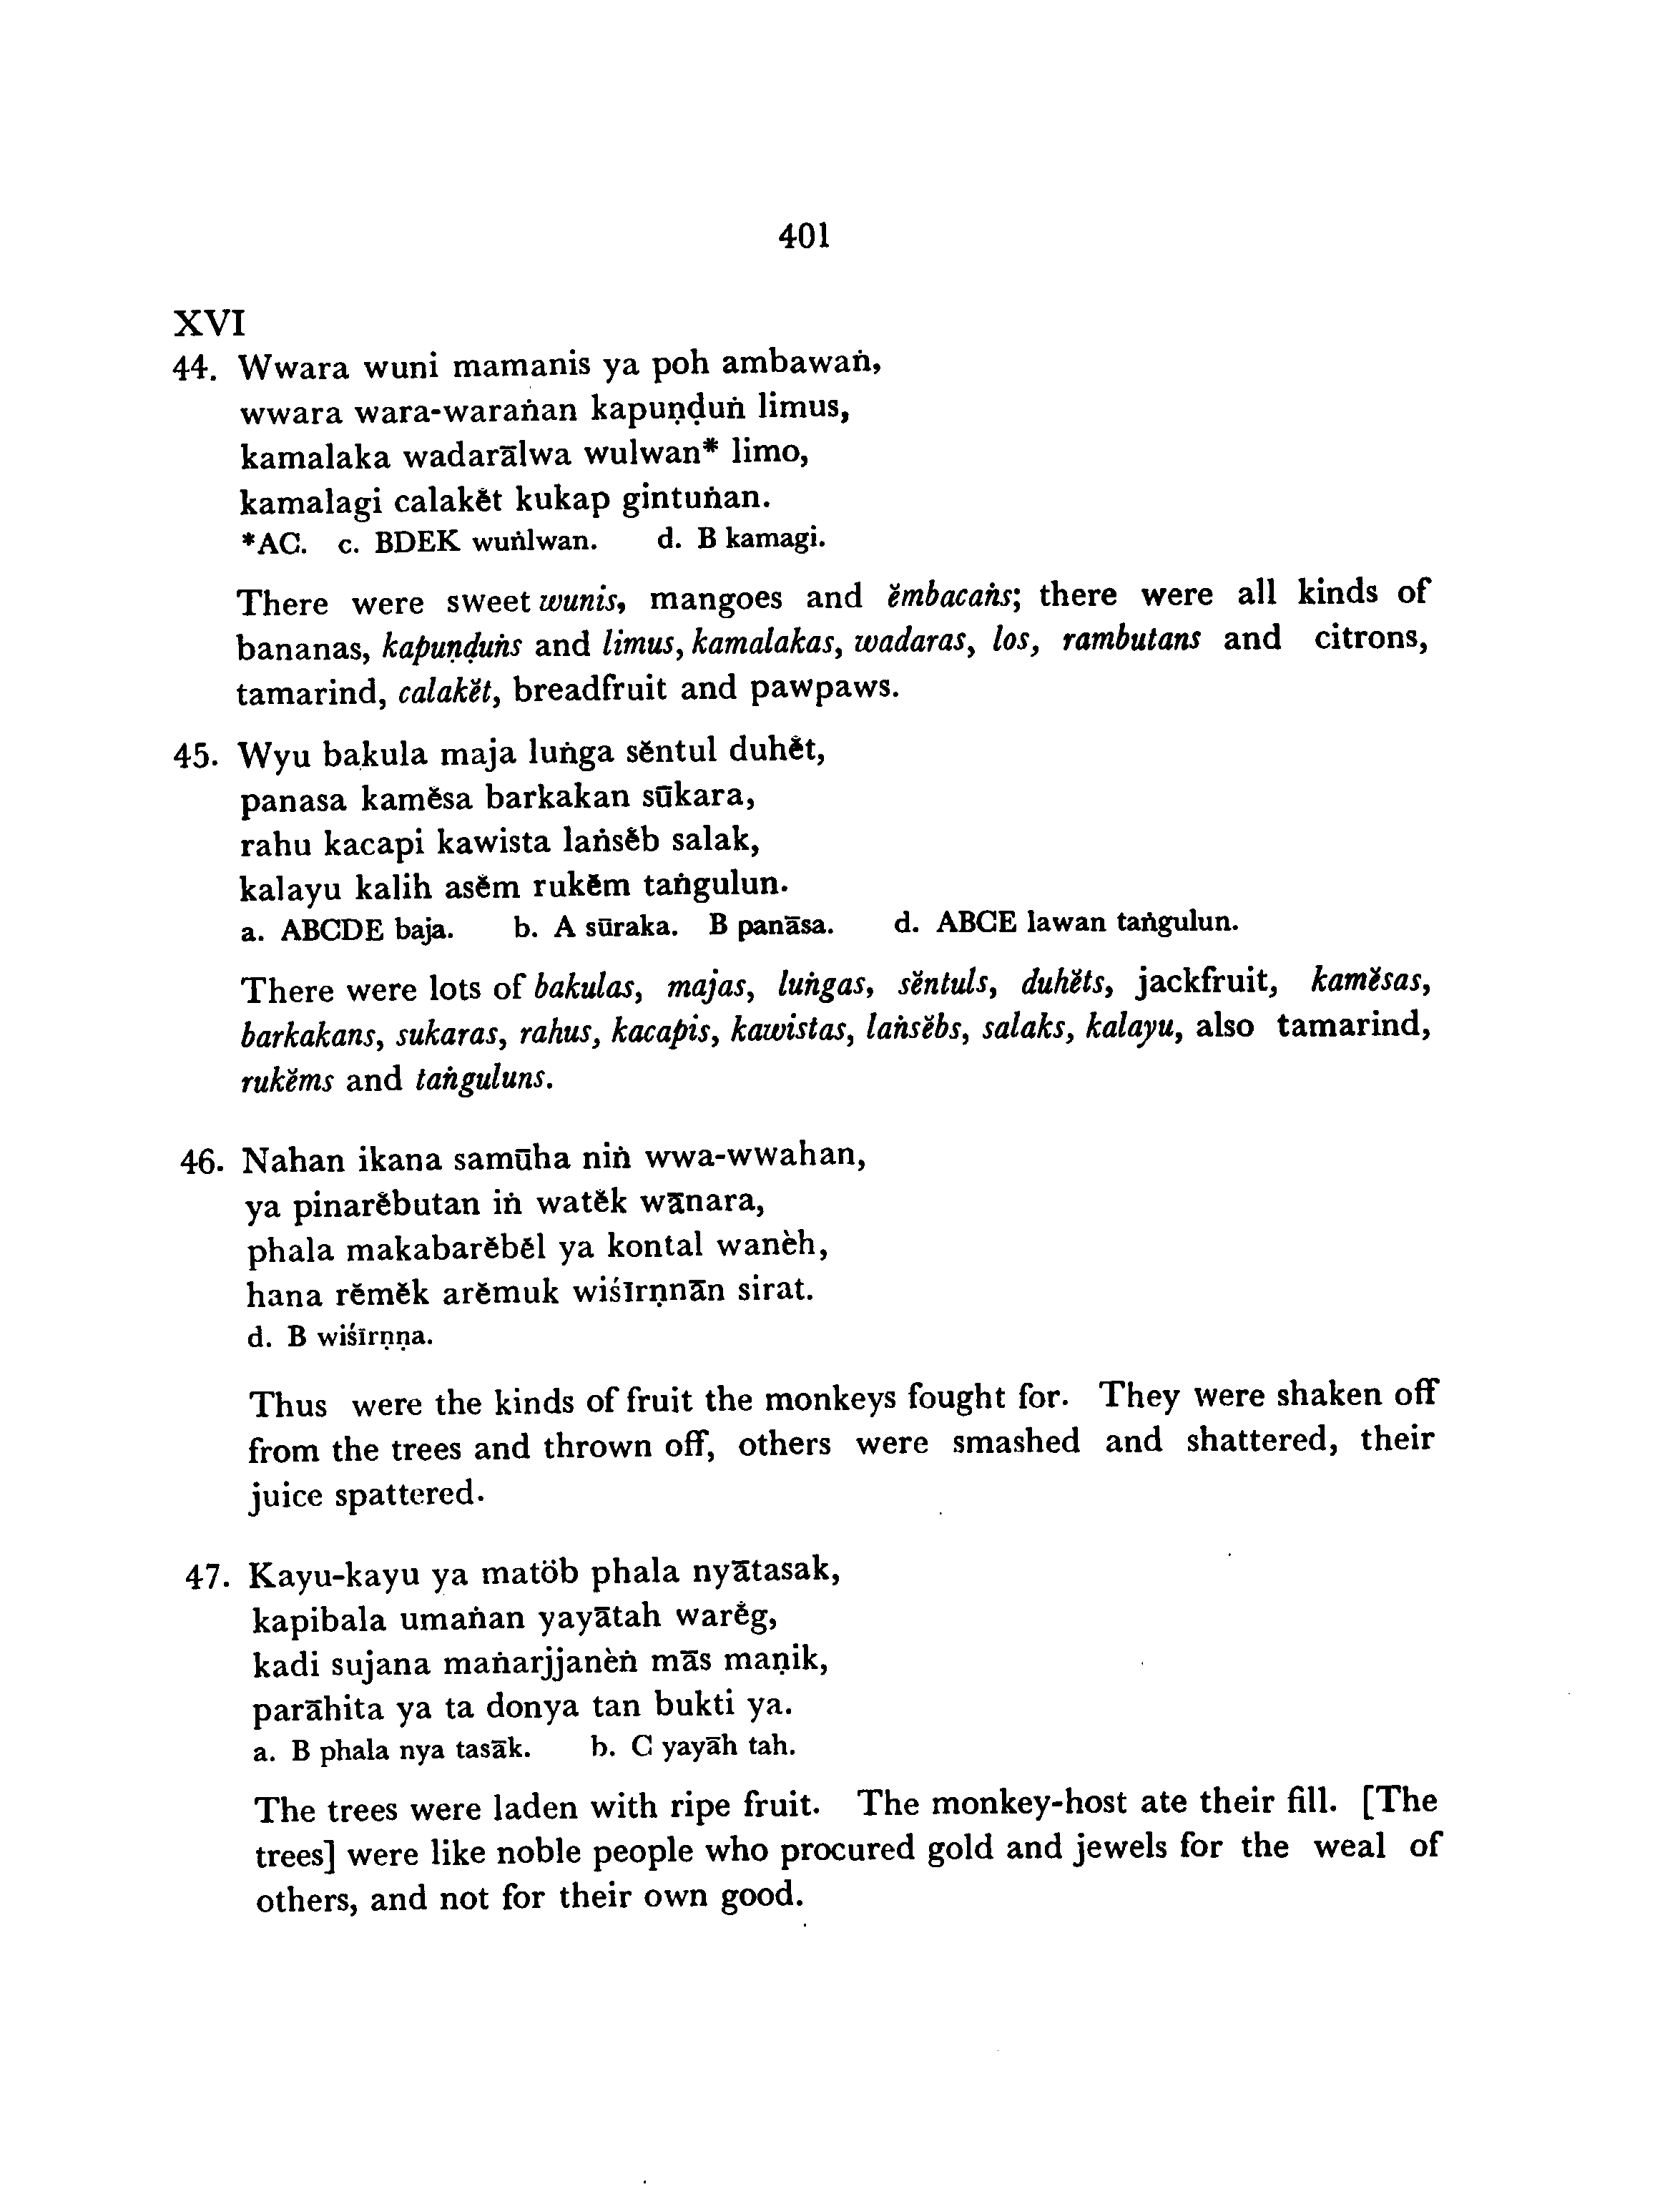 401
XVI
44. Wwara wuni mamanis ya poh ambawaṅ,
wwara wara-waraṅan kapuṇḍuṅ limus,
kamalaka wadarālwa wulwan* limo,
kamalagi calakĕt kukap gintuṅan.
*AC. c. BDEK wuṅlwan. d. B kamagi.
There were sweet wunis, mangoes and ĕmbacaṅs; there were all kinds of
bananas, kapuṇḍuṅs and limus, kamalakas, wadaras, los, rambutans and citrons,
tamarind, calakĕt, breadfruit and pawpaws.
45. Wyu bakula maja luṅga sĕntul duhĕt,
panasa kamĕsa barkakan sūkara,
rahu kacapi kawista laṅsĕb salak,
kalayu kalih asĕm rukĕm taṅgulun.
a. ABCDE baja. b. A sūraka. B panāsa. d. ABCE lawan taṅgulun.
There were lots of bakulas, majas, luṅgas, sĕntuls, duhĕts, jackfruit, kamĕsas,
barkakans, sukaras, rahus, kacapis, kawistas, laṅsĕbs, salaks, kalayu, also tamarind,
rukĕms and taṅguluns.
46. Nahan ikana samūha niṅ wwa-wwahan,
ya pinarĕbutan iṅ watĕk wānara,
phala makabarĕbĕl ya kontal wanèh,
hana rĕmĕk arĕmuk wiśīrṇnān sirat.
d. B wiśīrṇṇa.
Thus were the kinds of fruit the monkeys fought for. They were shaken off
from the trees and thrown off, others were smashed and shattered, their
juice spattered.
47. Kayu-kayu ya matöb phala nyātasak,
kapibala umaṅan yayātah warĕg,
kadi sujana maṅarjjanèṅ mās maṇik,
parāhita ya ta donya tan bukti ya.
a. B phala nya tasāk. b. C yayāh tah.
The trees were laden with ripe fruit. The monkey-host ate their fill. [The
trees] were like noble people who procured gold and jewels for the weal of
others, and not for their own good.